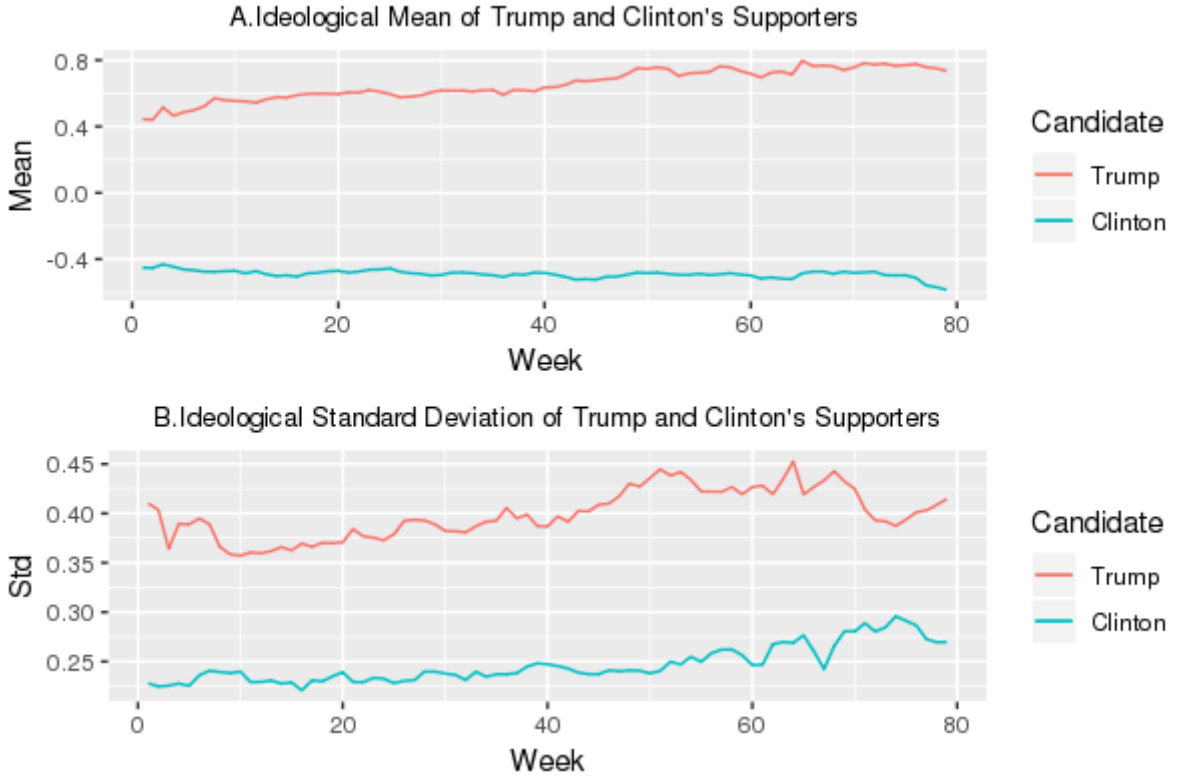 A.Ideological Mean of Trump and Clinton's Supporters
0.8
0.4
0.0
-0.4
Mean
0 20 40 60 80
Week
Candidate
Trump
Clinton
B.Ideological Standard Deviation of Trump and Clinton's Supporters
0.45
0.40
0.35
0.30
0.25
Std
0 20 40 60 80
Week
Candidate
Trump
Clinton